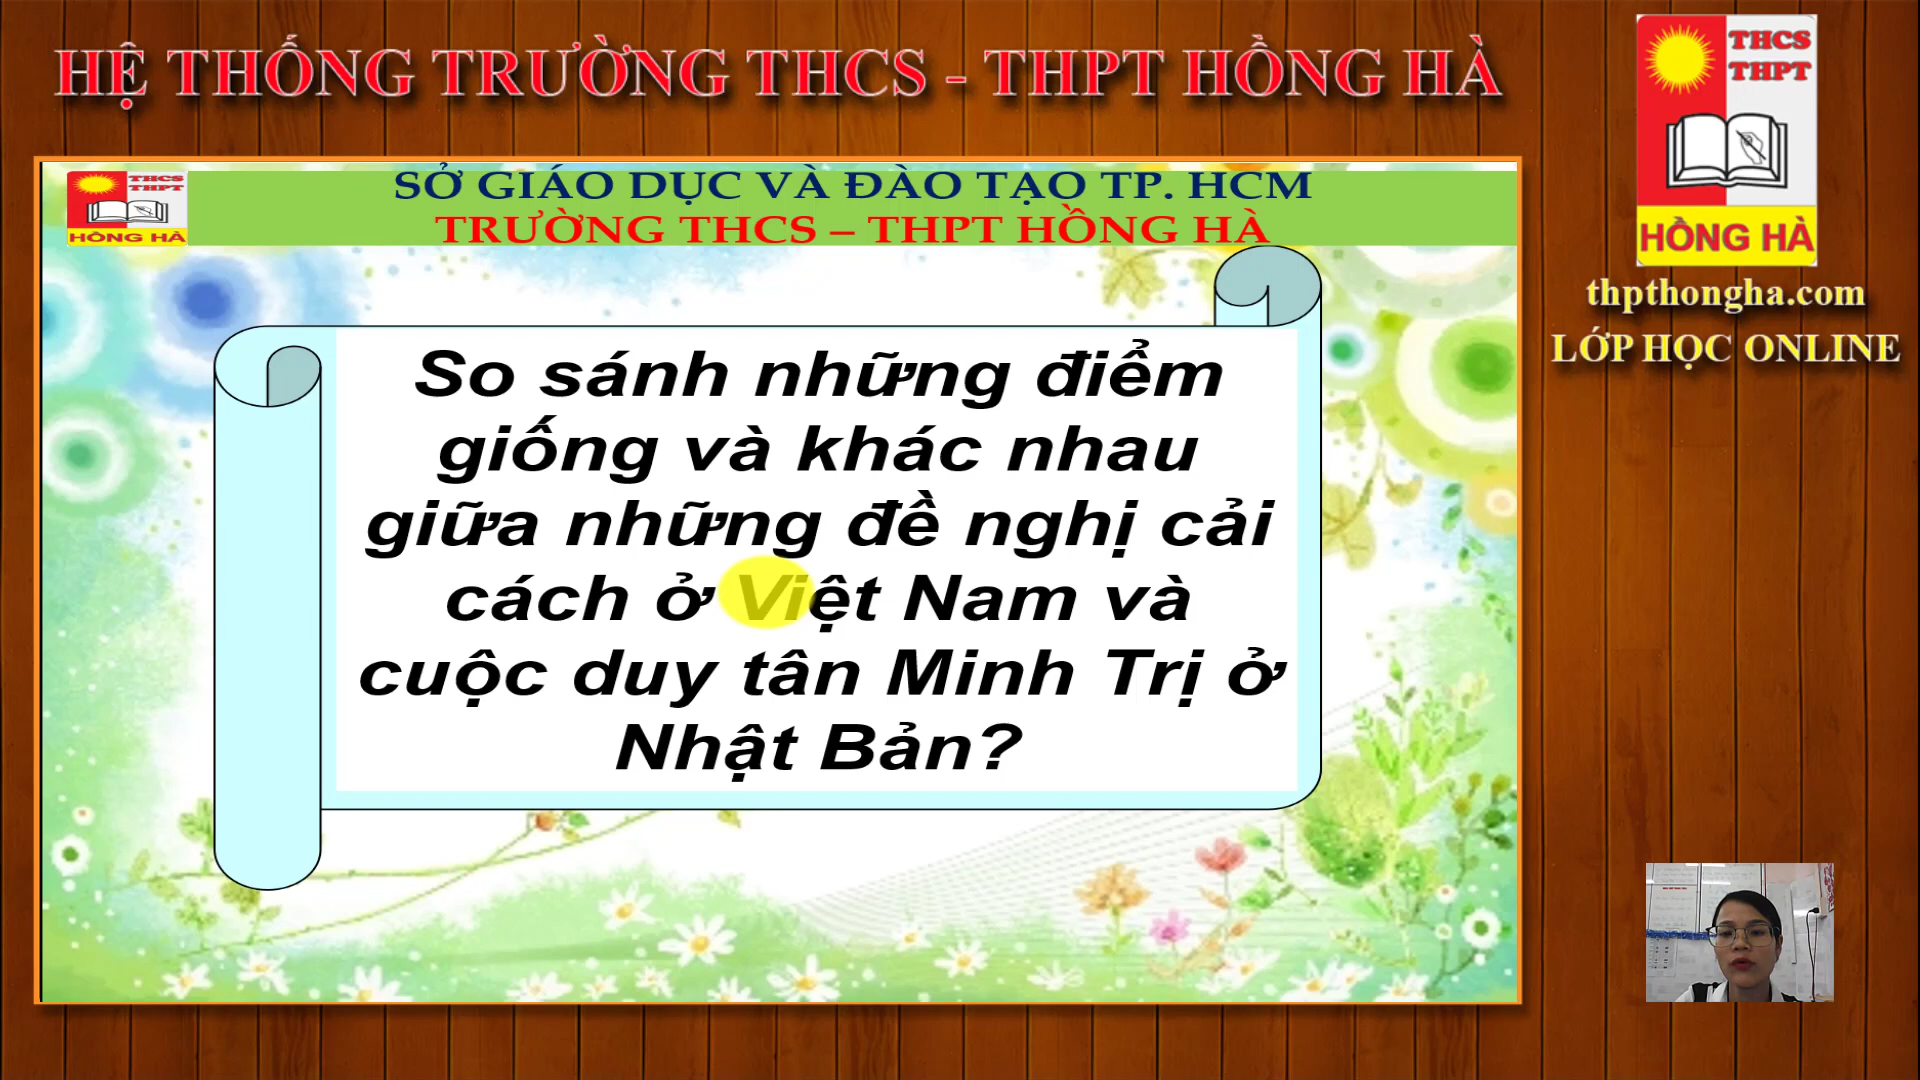 HỆ THỐNG TRƯỜNG THCS - THPT HỒNG HÀ
THCS
THPT
HỒNG HÀ
thpthongha.com
LỚP HỌC ONLINE
THCS
THPT
HỒNG HÀ
SỞ GIÁO DỤC VÀ ĐÀO TẠO TP. HCM
TRƯỜNG THCS – THPT HỒNG HÀ
So sánh những điểm
giống và khác nhau
giữa những đề nghị cải
cách ở Việt Nam và
cuộc duy tân Minh Trị ở
Nhật Bản?